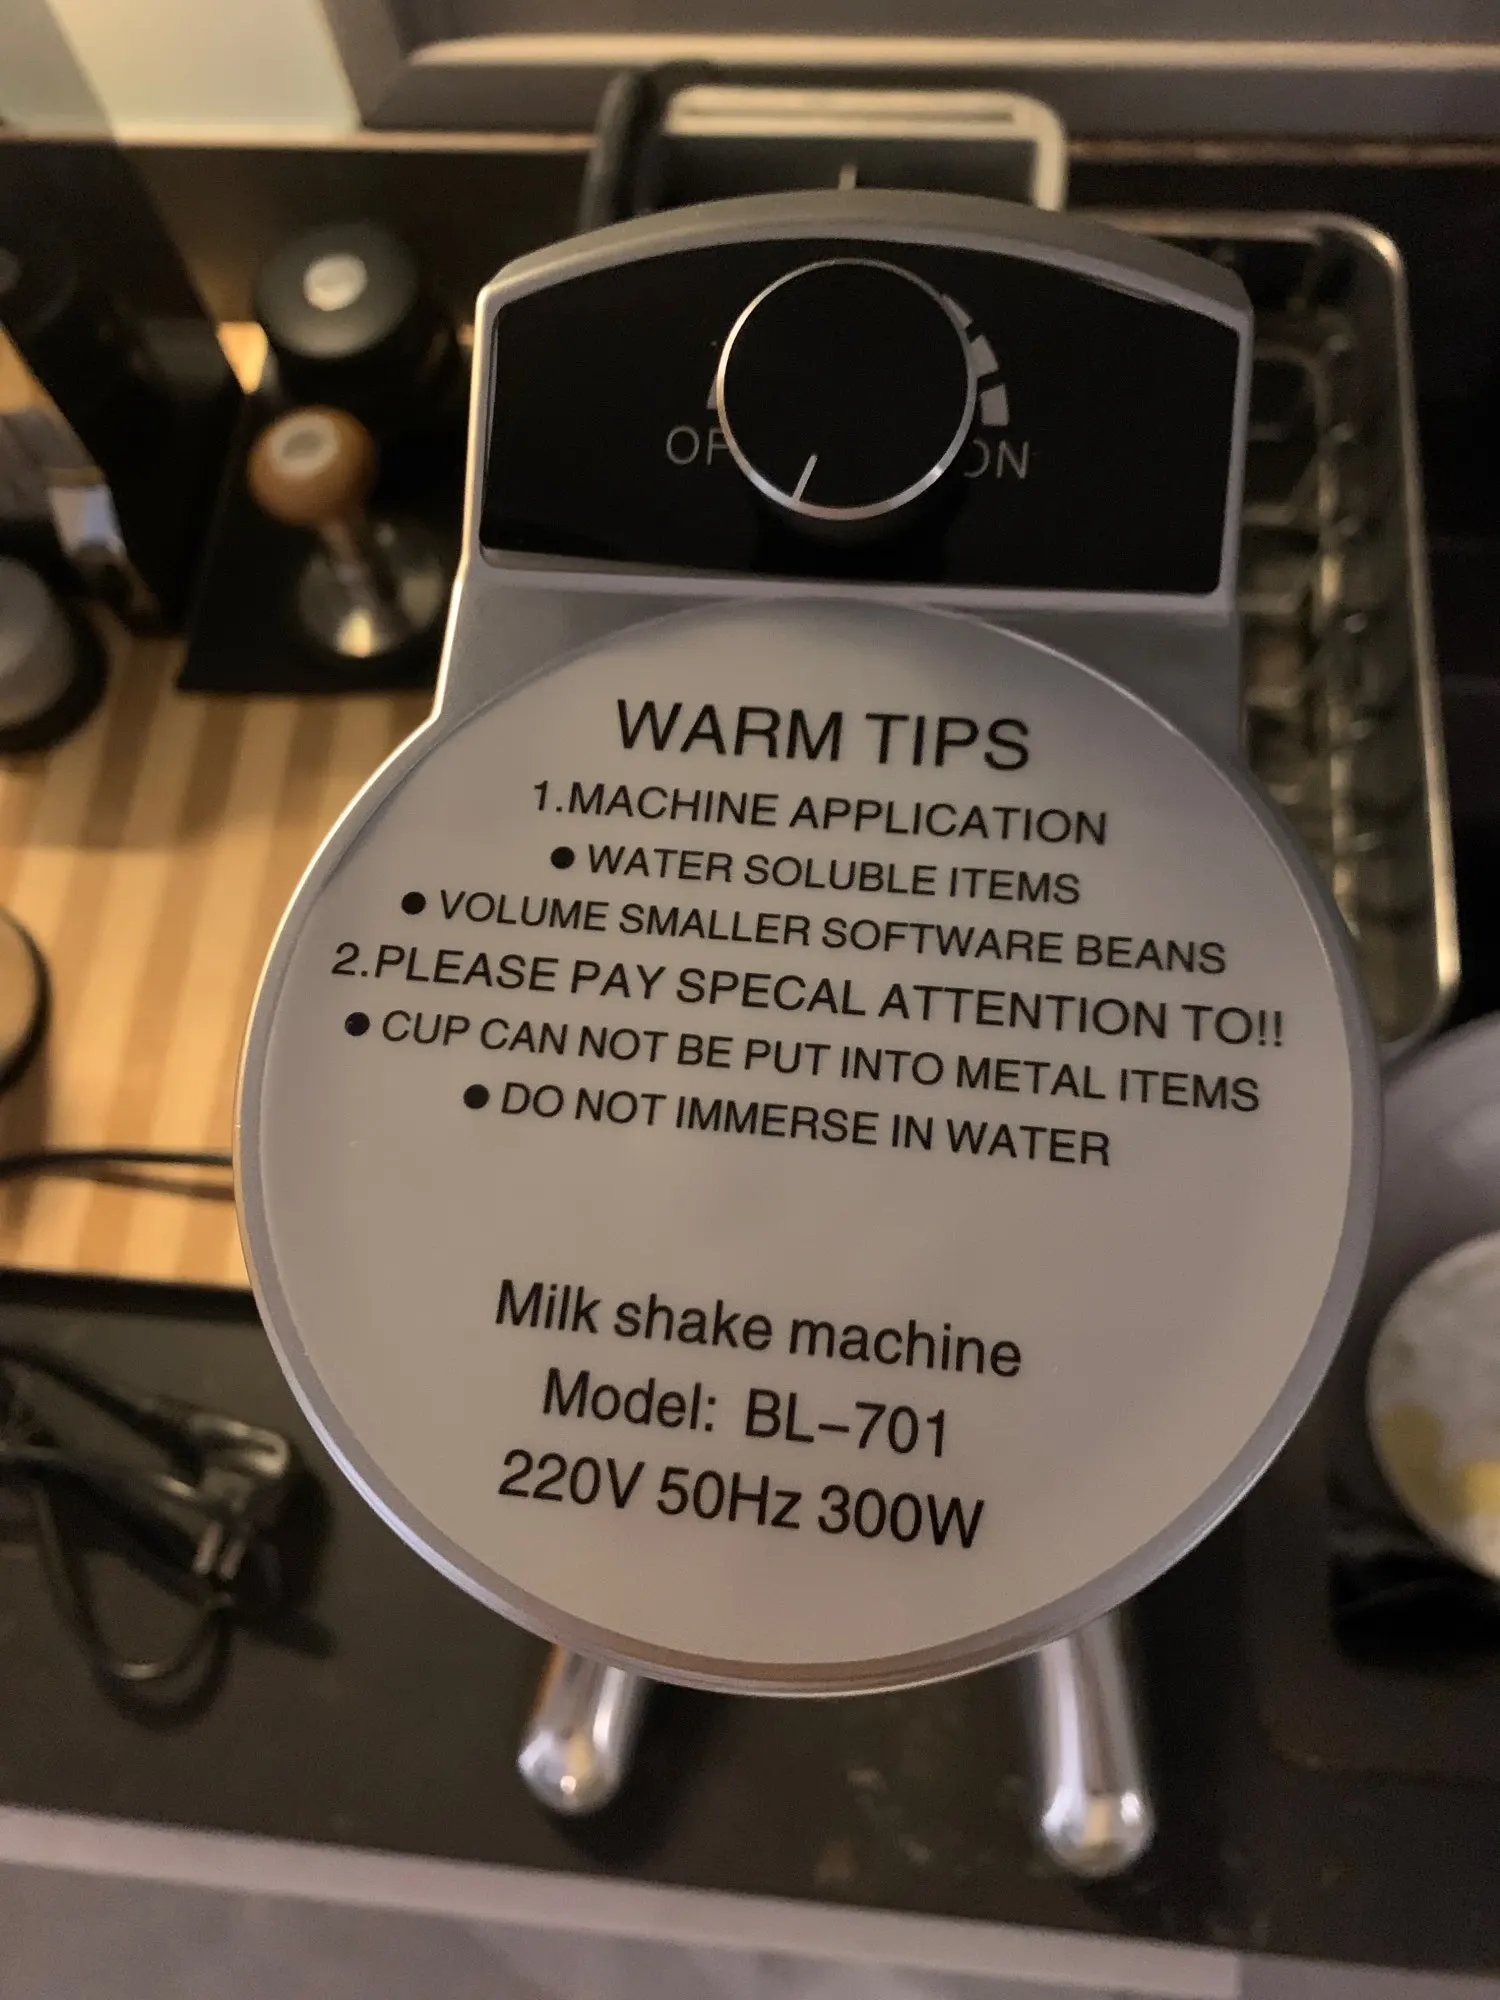 ON
WARM TIPS
1.MACHINE APPLICATION
● WATER SOLUBLE ITEMS
● VOLUME SMALLER SOFTWARE BEANS
2.PLEASE PAY SPECAL ATTENTION TO!!
● CUP CAN NOT BE PUT INTO METAL ITEMS
● DO NOT IMMERSE IN WATER
Milk shake machine
Model: BL-701
220V 50Hz 300W